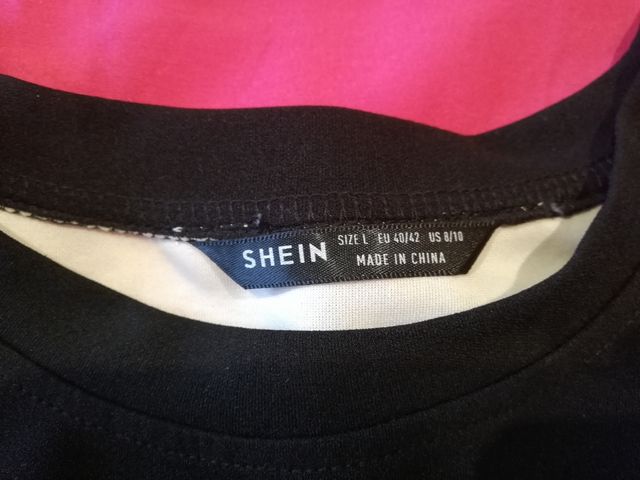 SHEIN
SIZE L EU 40/42 US 8/10
MADE IN CHINA